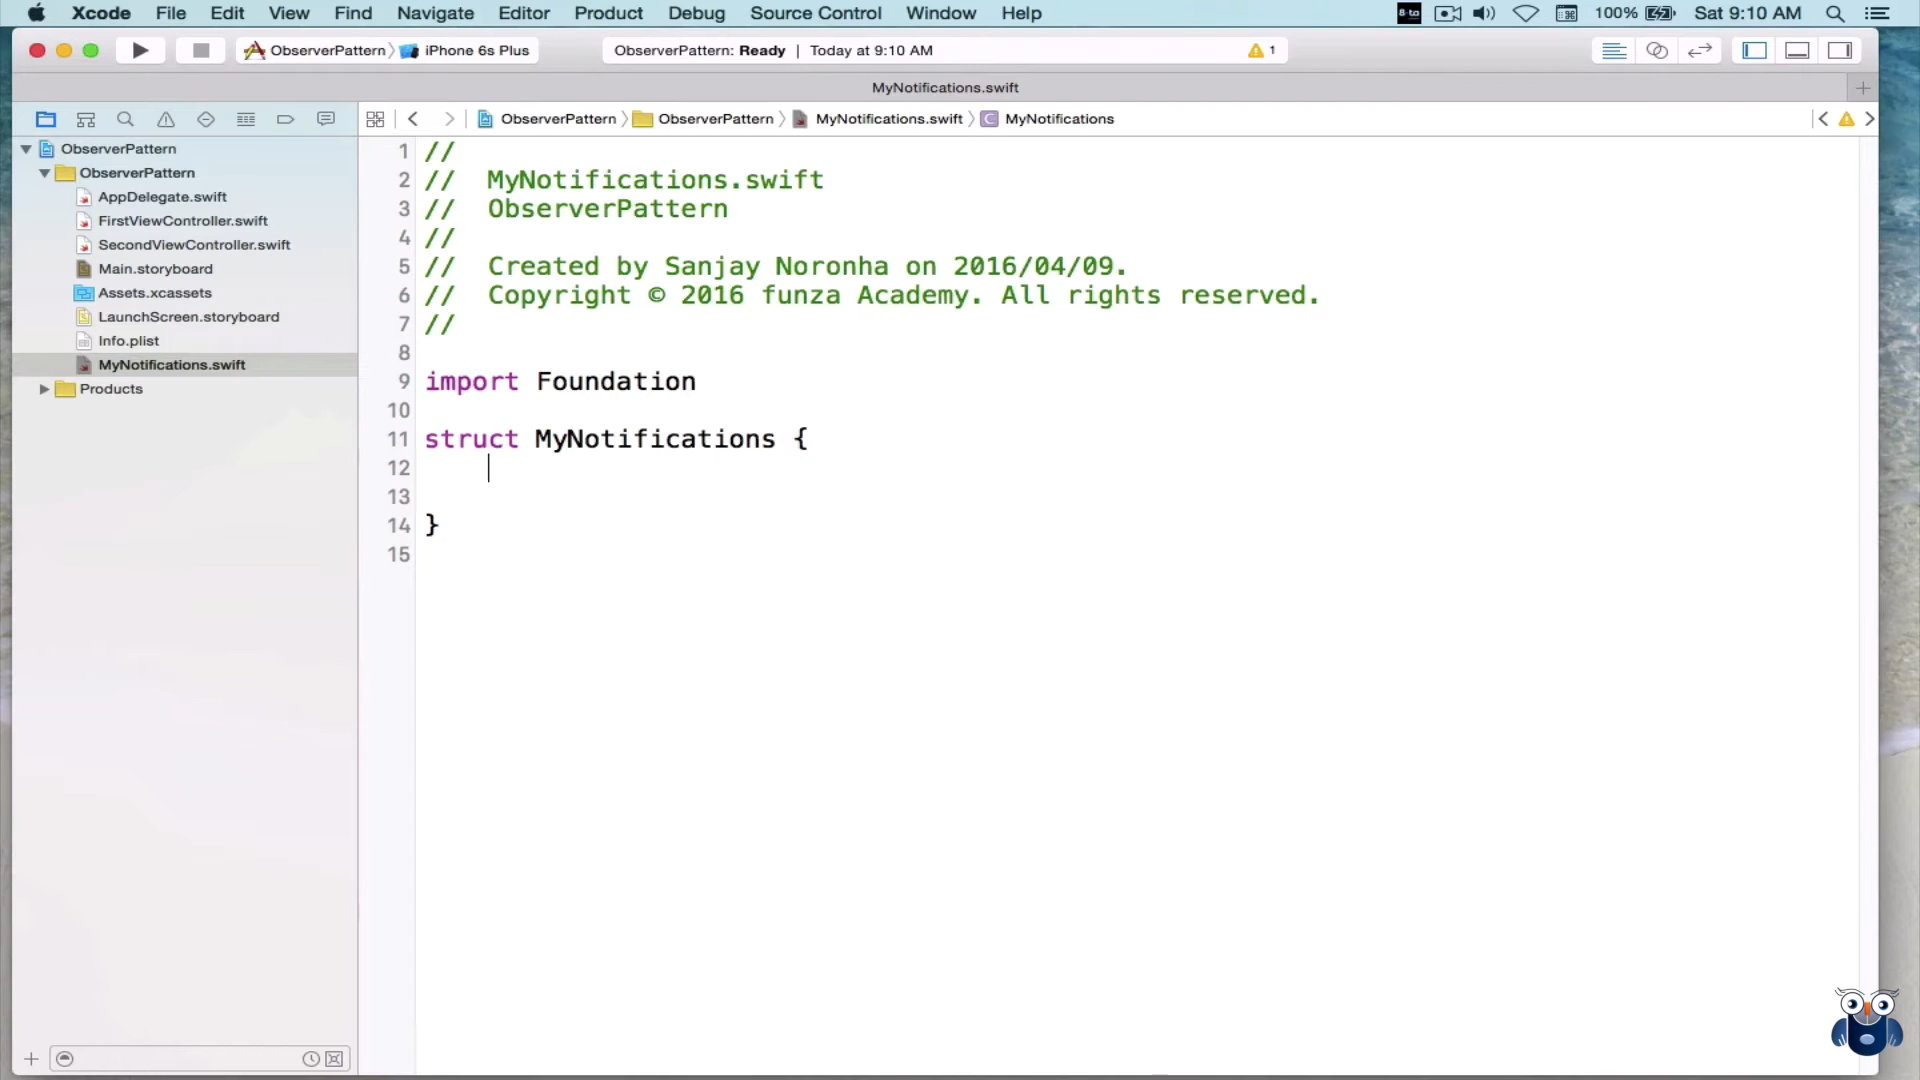 Xcode File Edit View Find Navigate Editor Product Debug Source Control Window Help
8-to 100% Sat 9:10 AM
ObserverPattern iPhone 6s Plus
ObserverPattern: Ready | Today at 9:10 AM
1
MyNotifications.swift
ObserverPattern ObserverPattern MyNotifications.swift C MyNotifications
ObserverPattern
ObserverPattern
AppDelegate.swift
FirstViewController.swift
SecondViewController.swift
Main.storyboard
Assets.xcassets
LaunchScreen.storyboard
Info.plist
MyNotifications.swift
Products
1 //
2 // MyNotifications.swift
3 // ObserverPattern
4 //
5 // Created by Sanjay Noronha on 2016/04/09.
6 // Copyright © 2016 funza Academy. All rights reserved.
7 //
8
9 import Foundation
10
11 struct MyNotifications {
12
13
14 }
15